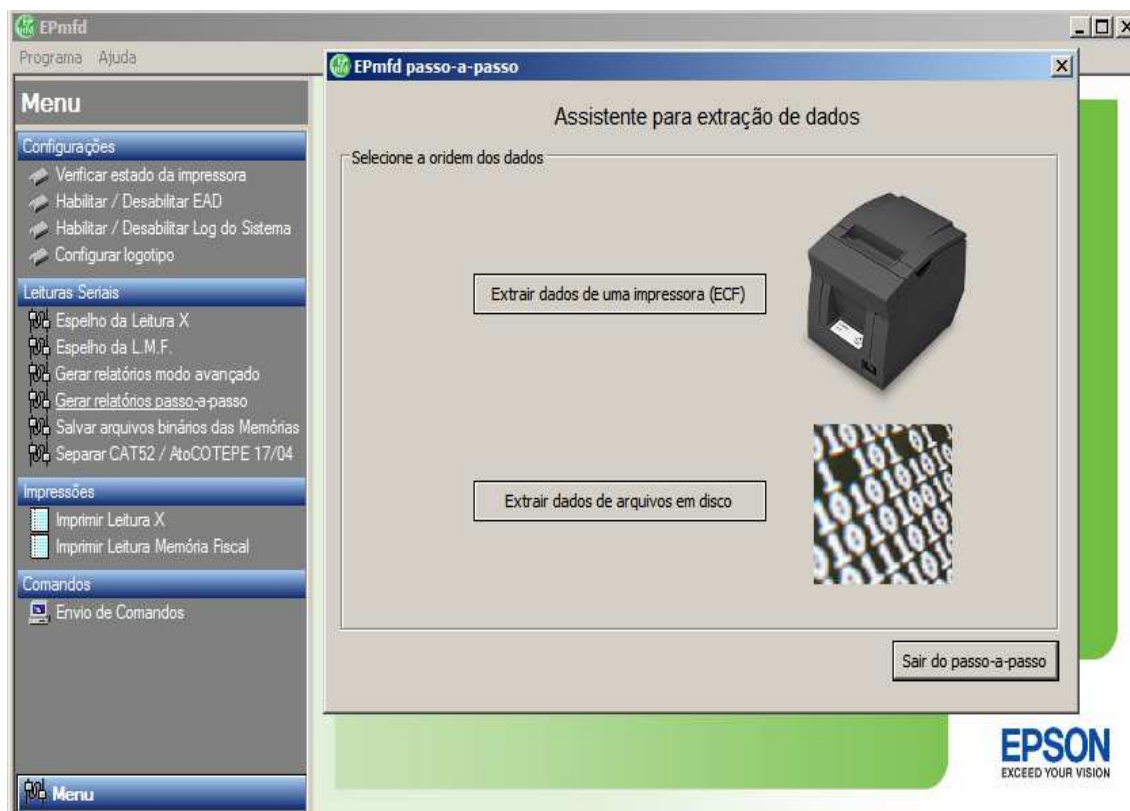 EPmfd
Programa Ajuda
Menu
Configurações
Verificar estado da impressora
Habilitar / Desabilitar EAD
Habilitar / Desabilitar Log do Sistema
Configurar logotipo
Leituras Seriais
Espelho da Leitura X
Espelho da L.M.F.
Gerar relatórios modo avançado
Gerar relatórios passo-a-passo
Salvar arquivos binários das Memórias
Separar CAT52 / AtoCOTEPE 17/04
Impressões
Imprimir Leitura X
Imprimir Leitura Memória Fiscal
Comandos
Envio de Comandos
Menu
EPmfd passo-a-passo
Assistente para extração de dados
Selecione a oridem dos dados
Extrair dados de uma impressora (ECF)
Extrair dados de arquivos em disco
Sair do passo-a-passo
EPSON
EXCEED YOUR VISION